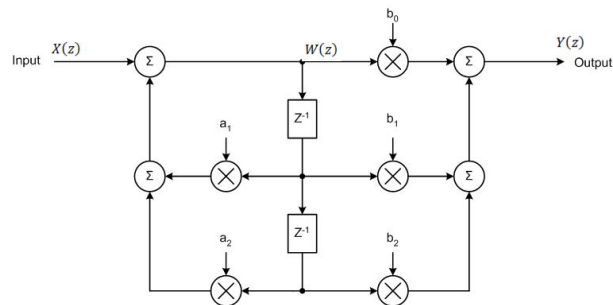 b₀
X(z) W(z) Y(z)
Input Σ Σ Output
Z⁻¹
a₁ b₁
Σ Σ
Z⁻¹
a₂ b₂